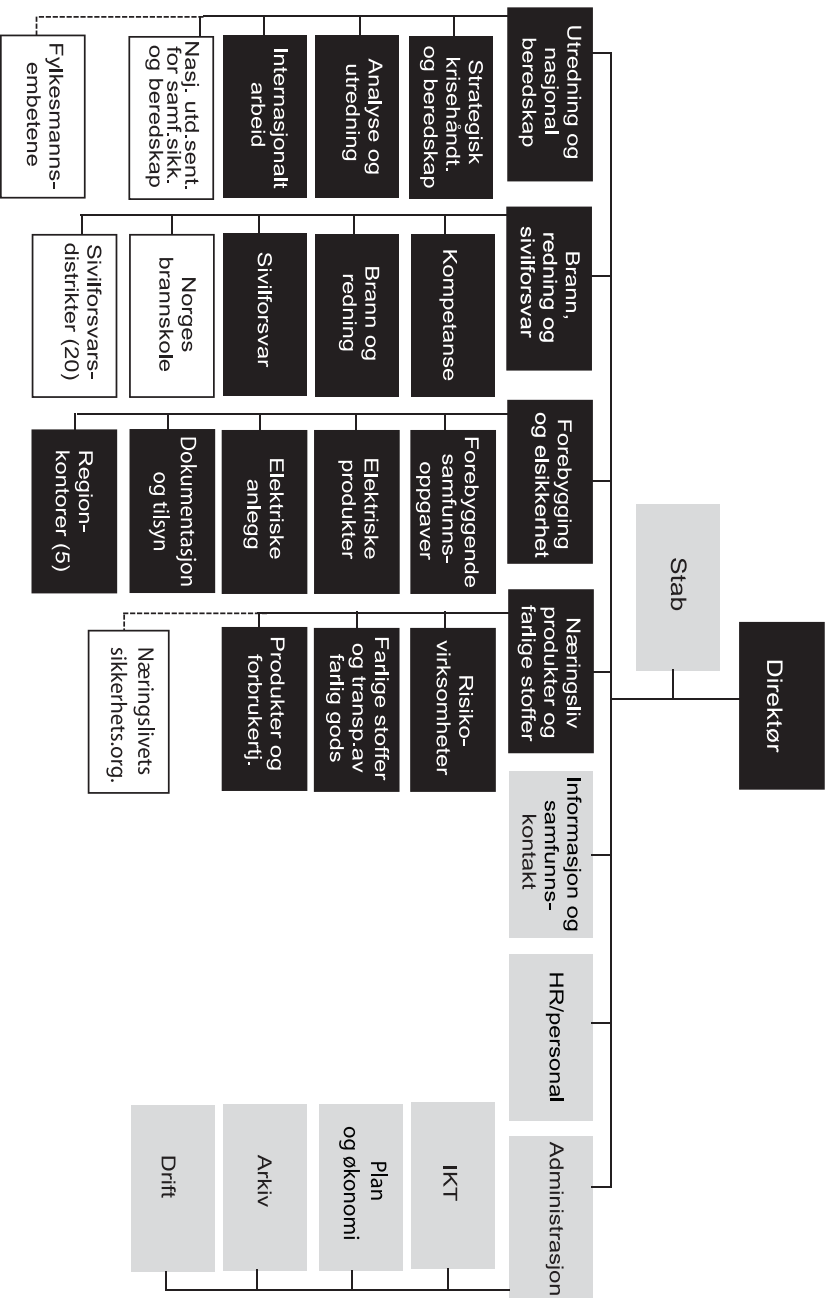 Direktør
Stab
Utredning og
nasjonal
beredskap
Strategisk
krisehåndt.
og beredskap
Analyse og
utredning
Internasjonalt
arbeid
Nasj. utd.sent.
for samf.sikk.
og beredskap
Fylkesmanns-
embetene
Brann,
redning og
sivilforsvar
Kompetanse
Brann og
redning
Sivilforsvar
Norges
brannskole
Sivilforsvars-
distrikter (20)
Forebygging
og elsikkerhet
Forebyggende
samfunns-
oppgaver
Elektriske
produkter
Elektriske
anlegg
Dokumentasjon
og tilsyn
Region-
kontorer (5)
Næringsliv
produkter og
farlige stoffer
Risiko-
virksomheter
Farlige stoffer
og transp.av
farlig gods
Produkter og
forbrukertj.
Næringslivets
sikkerhets.org.
Informasjon og
samfunns-
kontakt
HR/personal
Administrasjon
IKT
Plan
og økonomi
Arkiv
Drift